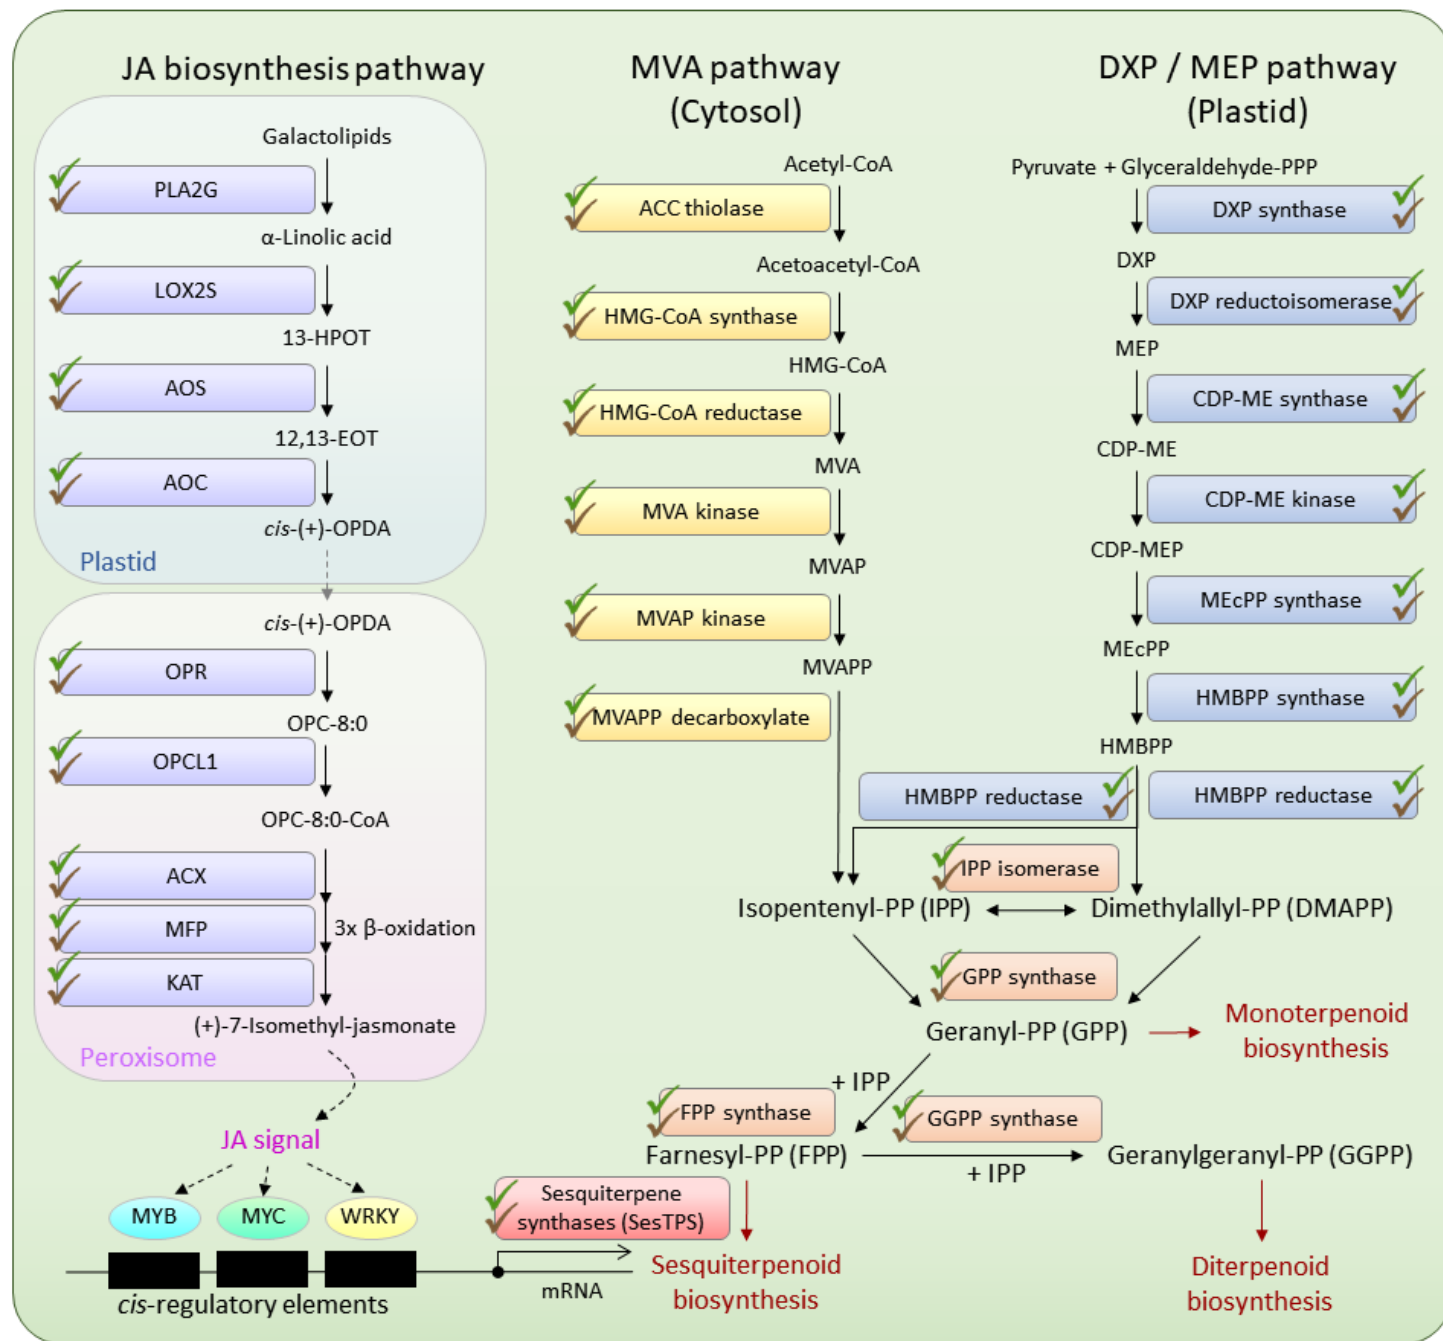 JA biosynthesis pathway
Galactolipids
PLA2G
α-Linolic acid
LOX2S
13-HPOT
AOS
12,13-EOT
AOC
cis-(+)-OPDA
Plastid
cis-(+)-OPDA
OPR
OPC-8:0
OPCL1
OPC-8:0-CoA
ACX
MFP
3x β-oxidation
KAT
(+)-7-Isomethyl-jasmonate
Peroxisome
JA signal
MYB
MYC
WRKY
cis-regulatory elements
mRNA
MVA pathway
(Cytosol)
Acetyl-CoA
ACC thiolase
Acetoacetyl-CoA
HMG-CoA synthase
HMG-CoA
HMG-CoA reductase
MVA
MVA kinase
MVAP
MVAP kinase
MVAPP
MVAPP decarboxylate
DXP / MEP pathway
(Plastid)
Pyruvate + Glyceraldehyde-PPP
DXP synthase
DXP
DXP reductoisomerase
MEP
CDP-ME synthase
CDP-ME
CDP-ME kinase
CDP-MEP
MEcPP synthase
MEcPP
HMBPP synthase
HMBPP
HMBPP reductase
HMBPP reductase
IPP isomerase
Isopentenyl-PP (IPP)
Dimethylallyl-PP (DMAPP)
GPP synthase
Geranyl-PP (GPP)
Monoterpenoid
biosynthesis
+ IPP
FPP synthase
GGPP synthase
Farnesyl-PP (FPP)
+ IPP
Geranylgeranyl-PP (GGPP)
Sesquiterpene
synthases (SesTPS)
Sesquiterpenoid
biosynthesis
Diterpenoid
biosynthesis